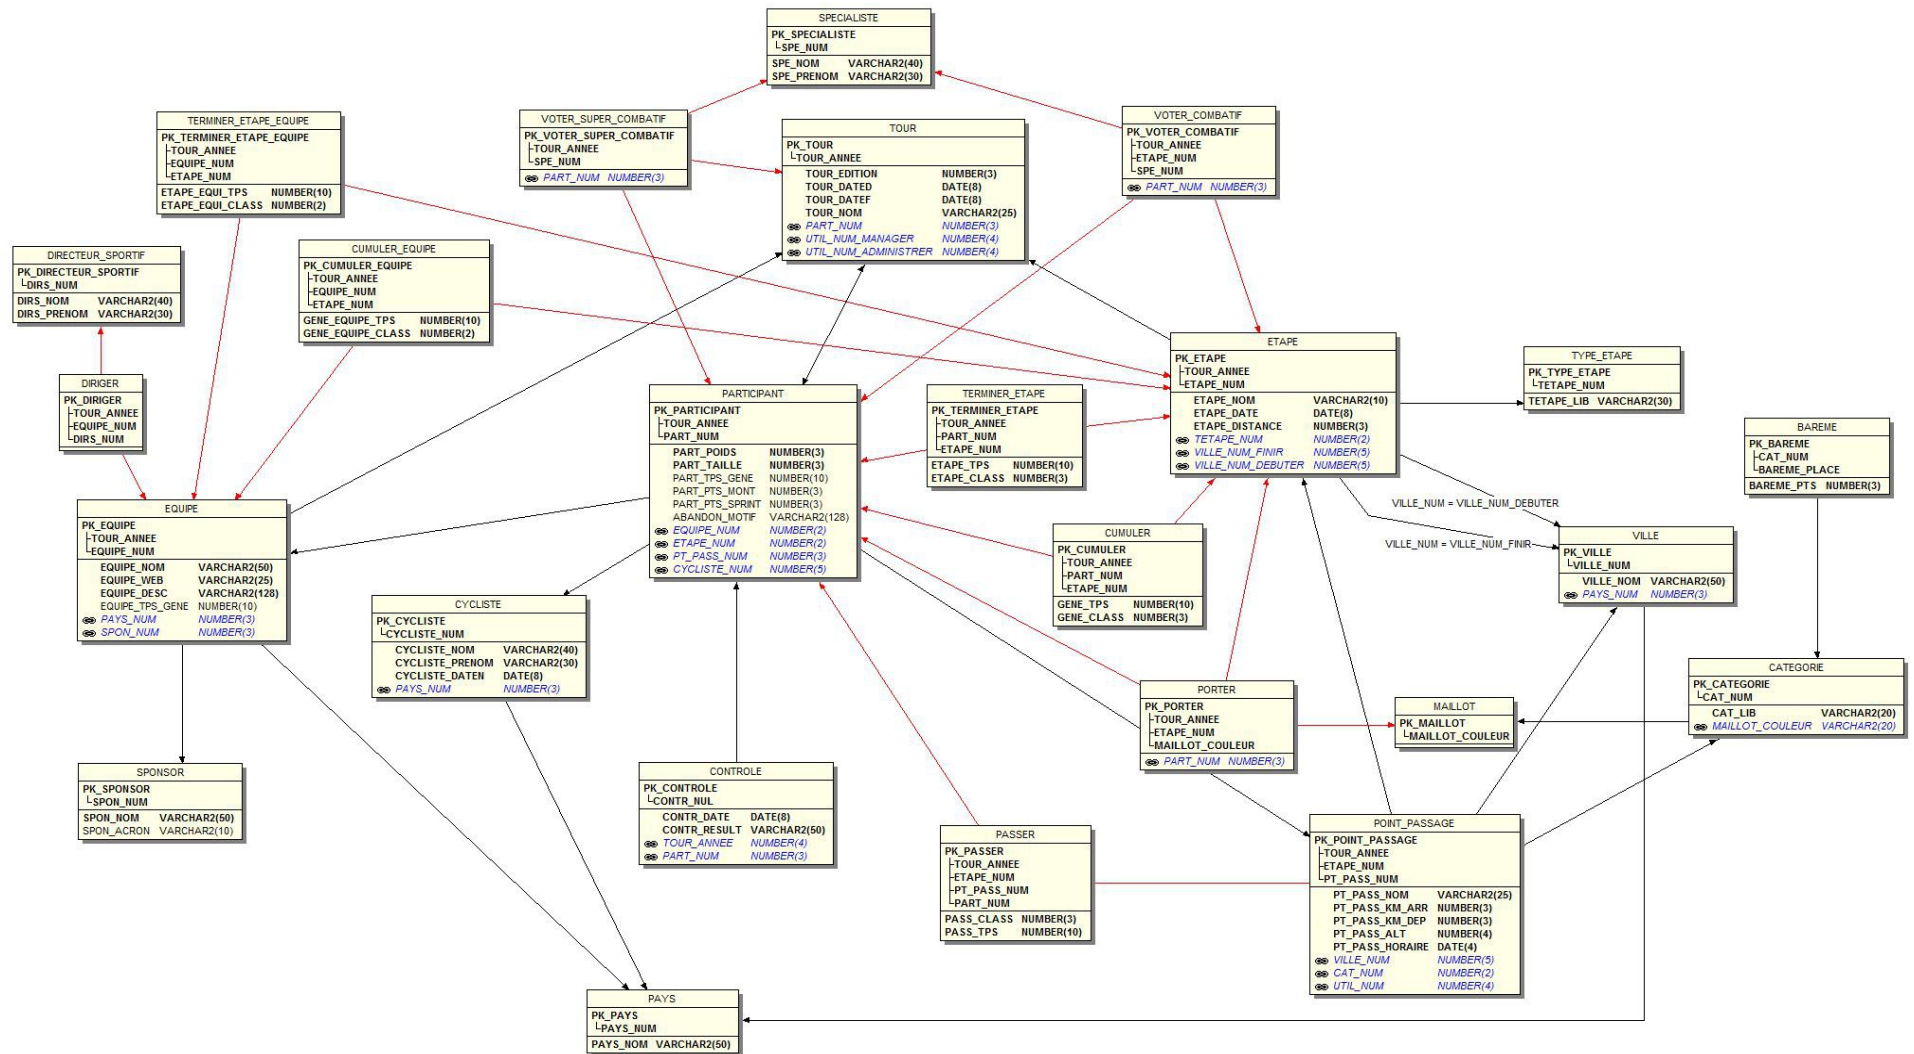 SPECIALISTE
PK_SPECIALISTE
SPE_NUM
SPE_NOM VARCHAR2(40)
SPE_PRENOM VARCHAR2(30)
TERMINER_ETAPE_EQUIPE
PK_TERMINER_ETAPE_EQUIPE
TOUR_ANNEE
EQUIPE_NUM
ETAPE_NUM
ETAPE_EQUI_TPS NUMBER(10)
ETAPE_EQUI_CLASS NUMBER(2)
VOTER_SUPER_COMBATIF
PK_VOTER_SUPER_COMBATIF
TOUR_ANNEE
SPE_NUM
PART_NUM NUMBER(3)
TOUR
PK_TOUR
TOUR_ANNEE
TOUR_EDITION NUMBER(3)
TOUR_DATED DATE(8)
TOUR_DATEF DATE(8)
TOUR_NOM VARCHAR2(25)
PART_NUM NUMBER(3)
UTIL_NUM_MANAGER NUMBER(4)
UTIL_NUM_ADMINISTRER NUMBER(4)
VOTER_COMBATIF
PK_VOTER_COMBATIF
TOUR_ANNEE
ETAPE_NUM
SPE_NUM
PART_NUM NUMBER(3)
DIRECTEUR_SPORTIF
PK_DIRECTEUR_SPORTIF
DIRS_NUM
DIRS_NOM VARCHAR2(40)
DIRS_PRENOM VARCHAR2(30)
CUMULER_EQUIPE
PK_CUMULER_EQUIPE
TOUR_ANNEE
EQUIPE_NUM
ETAPE_NUM
GENE_EQUIPE_TPS NUMBER(10)
GENE_EQUIPE_CLASS NUMBER(2)
DIRIGER
PK_DIRIGER
TOUR_ANNEE
EQUIPE_NUM
DIRS_NUM
PARTICIPANT
PK_PARTICIPANT
TOUR_ANNEE
PART_NUM
PART_POIDS NUMBER(3)
PART_TAILLE NUMBER(3)
PART_TPS_GENE NUMBER(10)
PART_PTS_MONT NUMBER(3)
PART_PTS_SPRINT NUMBER(3)
ABANDON_MOTIF VARCHAR2(128)
EQUIPE_NUM NUMBER(2)
ETAPE_NUM NUMBER(2)
PT_PASS_NUM NUMBER(3)
CYCLISTE_NUM NUMBER(5)
TERMINER_ETAPE
PK_TERMINER_ETAPE
TOUR_ANNEE
PART_NUM
ETAPE_NUM
ETAPE_TPS NUMBER(10)
ETAPE_CLASS NUMBER(3)
ETAPE
PK_ETAPE
TOUR_ANNEE
ETAPE_NUM
ETAPE_NOM VARCHAR2(10)
ETAPE_DATE DATE(8)
ETAPE_DISTANCE NUMBER(3)
TETAPE_NUM NUMBER(2)
VILLE_NUM_FINIR NUMBER(5)
VILLE_NUM_DEBUTER NUMBER(5)
TYPE_ETAPE
PK_TYPE_ETAPE
TETAPE_NUM
TETAPE_LIB VARCHAR2(30)
BAREME
PK_BAREME
CAT_NUM
BAREME_PLACE
BAREME_PTS NUMBER(3)
EQUIPE
PK_EQUIPE
TOUR_ANNEE
EQUIPE_NUM
EQUIPE_NOM VARCHAR2(50)
EQUIPE_WEB VARCHAR2(25)
EQUIPE_DESC VARCHAR2(128)
EQUIPE_TPS_GENE NUMBER(10)
PAYS_NUM NUMBER(3)
SPON_NUM NUMBER(3)
VILLE_NUM = VILLE_NUM_DEBUTER
VILLE_NUM = VILLE_NUM_FINIR
CUMULER
PK_CUMULER
TOUR_ANNEE
PART_NUM
ETAPE_NUM
GENE_TPS NUMBER(10)
GENE_CLASS NUMBER(3)
VILLE
PK_VILLE
VILLE_NUM
VILLE_NOM VARCHAR2(50)
PAYS_NUM NUMBER(3)
CYCLISTE
PK_CYCLISTE
CYCLISTE_NUM
CYCLISTE_NOM VARCHAR2(40)
CYCLISTE_PRENOM VARCHAR2(30)
CYCLISTE_DATEN DATE(8)
PAYS_NUM NUMBER(3)
CATEGORIE
PK_CATEGORIE
CAT_NUM
CAT_LIB VARCHAR2(20)
MAILLOT_COULEUR VARCHAR2(20)
PORTER
PK_PORTER
TOUR_ANNEE
ETAPE_NUM
MAILLOT_COULEUR
PART_NUM NUMBER(3)
MAILLOT
PK_MAILLOT
MAILLOT_COULEUR
SPONSOR
PK_SPONSOR
SPON_NUM
SPON_NOM VARCHAR2(50)
SPON_ACRON VARCHAR2(10)
CONTROLE
PK_CONTROLE
CONTR_NUL
CONTR_DATE DATE(8)
CONTR_RESULT VARCHAR2(50)
TOUR_ANNEE NUMBER(4)
PART_NUM NUMBER(3)
PASSER
PK_PASSER
TOUR_ANNEE
ETAPE_NUM
PT_PASS_NUM
PART_NUM
PASS_CLASS NUMBER(3)
PASS_TPS NUMBER(10)
POINT_PASSAGE
PK_POINT_PASSAGE
TOUR_ANNEE
ETAPE_NUM
PT_PASS_NUM
PT_PASS_NOM VARCHAR2(25)
PT_PASS_KM_ARR NUMBER(3)
PT_PASS_KM_DEP NUMBER(3)
PT_PASS_ALT NUMBER(4)
PT_PASS_HORAIRE DATE(4)
VILLE_NUM NUMBER(5)
CAT_NUM NUMBER(2)
UTIL_NUM NUMBER(4)
PAYS
PK_PAYS
PAYS_NUM
PAYS_NOM VARCHAR2(50)